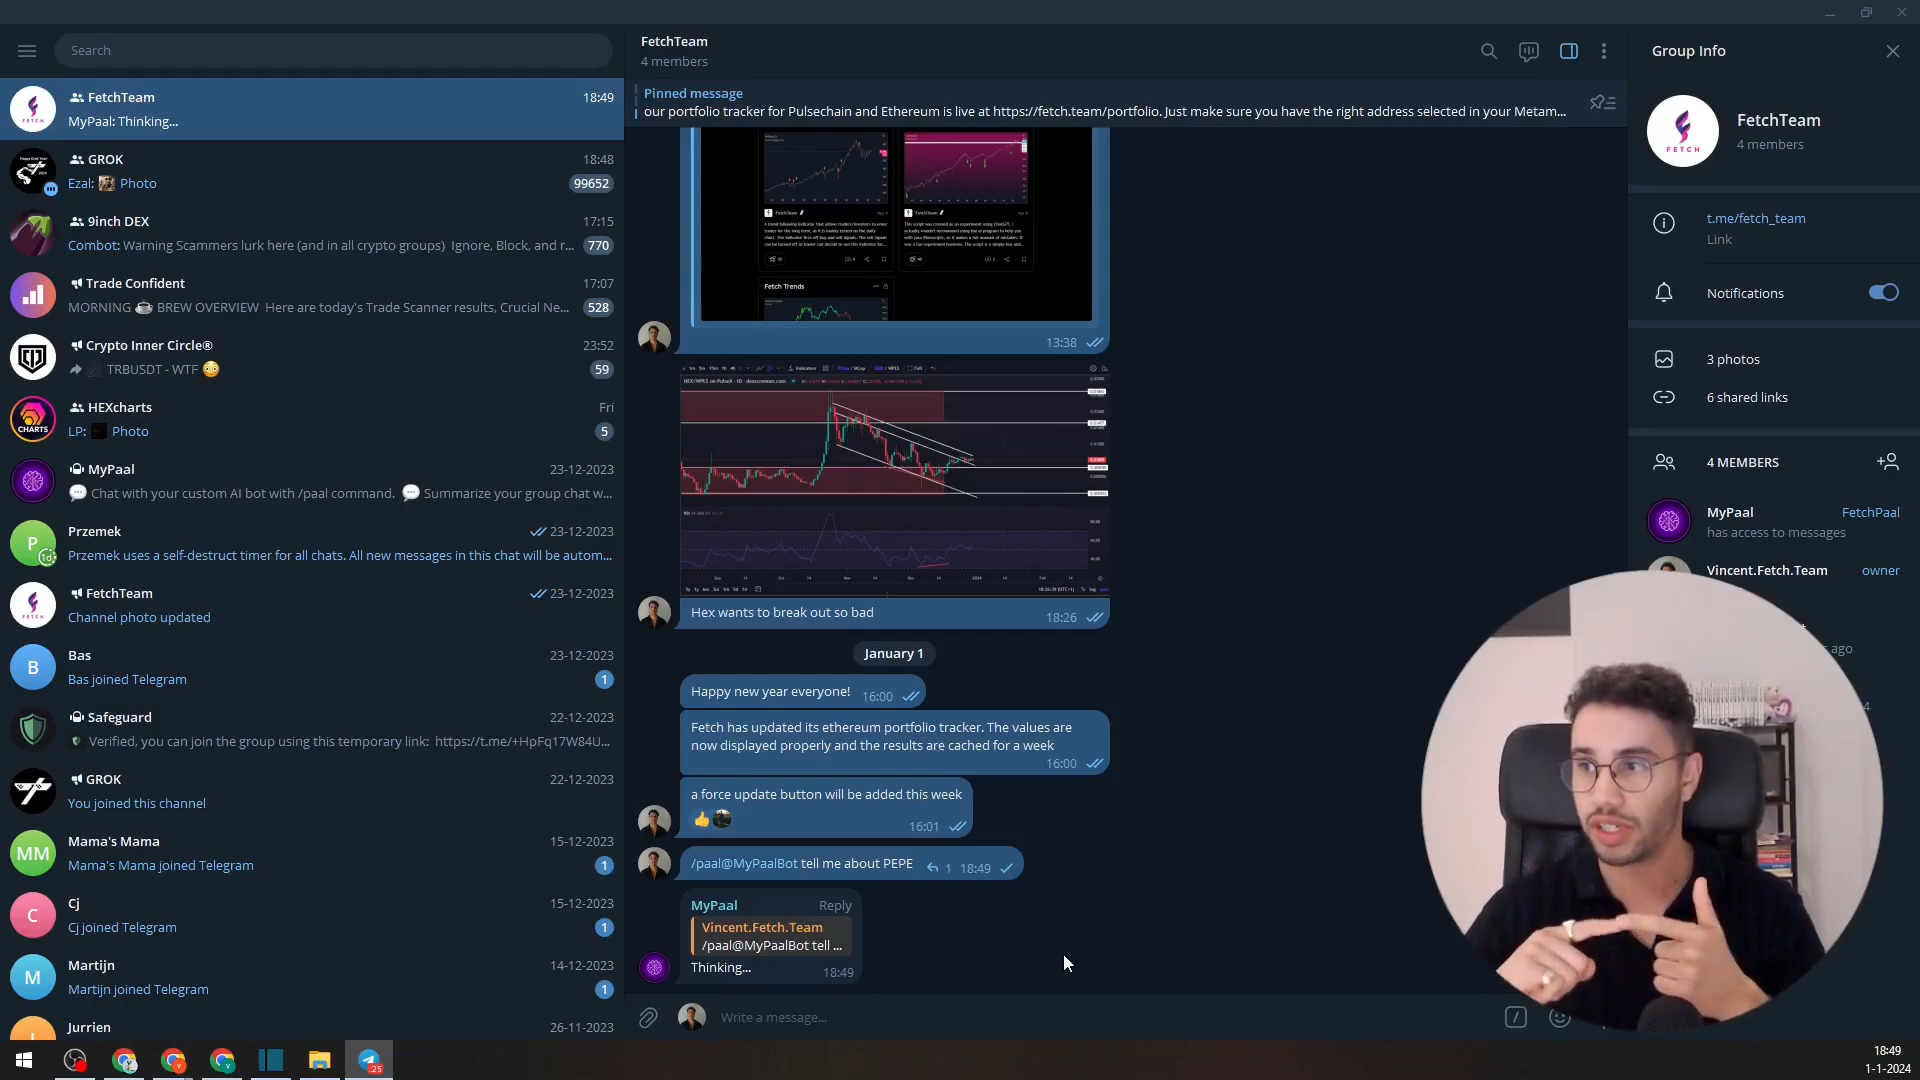 Search
FetchTeam
18:49
MyPaal: Thinking...
GROK
18:48
Ezal: Photo
99652
9inch DEX
17:15
Combot: Warning Scammers lurk here (and in all crypto groups) Ignore, Block, and r...
770
Trade Confident
17:07
MORNING BREW OVERVIEW Here are today's Trade Scanner results, Crucial Ne...
528
Crypto Inner Circle®
23:52
TRBUSDT - WTF
59
HEXcharts
Fri
LP: Photo
5
CHARTS
MyPaal
23-12-2023
Chat with your custom AI bot with /paal command. Summarize your group chat w...
Przemek
23-12-2023
Przemek uses a self-destruct timer for all chats. All new messages in this chat will be autom...
P
1d
FetchTeam
23-12-2023
Channel photo updated
Bas
23-12-2023
Bas joined Telegram
1
B
Safeguard
22-12-2023
Verified, you can join the group using this temporary link: https://t.me/+HpFq17W84U...
GROK
22-12-2023
You joined this channel
Mama's Mama
15-12-2023
Mama's Mama joined Telegram
1
MM
Cj
15-12-2023
Cj joined Telegram
1
C
Martijn
14-12-2023
Martijn joined Telegram
1
M
Jurrien
26-11-2023
FetchTeam
4 members
Pinned message
our portfolio tracker for Pulsechain and Ethereum is live at https://fetch.team/portfolio. Just make sure you have the right address selected in your Metam...
FetchTeam
FetchTeam
Fetch Trends
13:38
Hex wants to break out so bad
18:26
January 1
Happy new year everyone!
16:00
Fetch has updated its ethereum portfolio tracker. The values are
now displayed properly and the results are cached for a week
16:00
a force update button will be added this week
16:01
/paal@MyPaalBot tell me about PEPE
1 18:49
MyPaal
Reply
Vincent.Fetch.Team
/paal@MyPaalBot tell ...
Thinking...
18:49
Write a message...
Group Info
FETCH
FetchTeam
4 members
t.me/fetch_team
Link
Notifications
3 photos
6 shared links
4 MEMBERS
MyPaal
FetchPaal
has access to messages
Vincent.Fetch.Team
owner
ago
4
25
18:49
1-1-2024